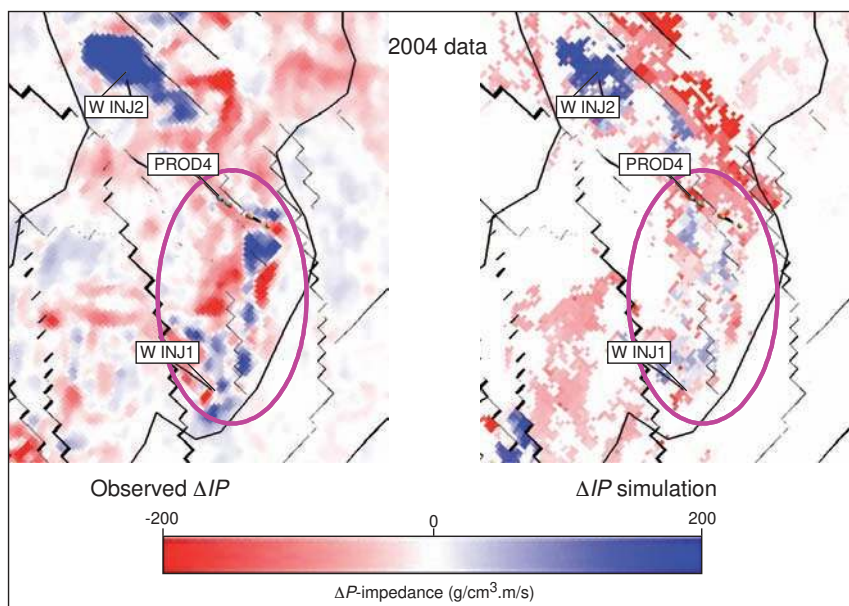 2004 data
W INJ2
W INJ2
PROD4
PROD4
W INJ1
W INJ1
Observed ΔIP
ΔIP simulation
-200
0
200
ΔP-impedance (g/cm³.m/s)